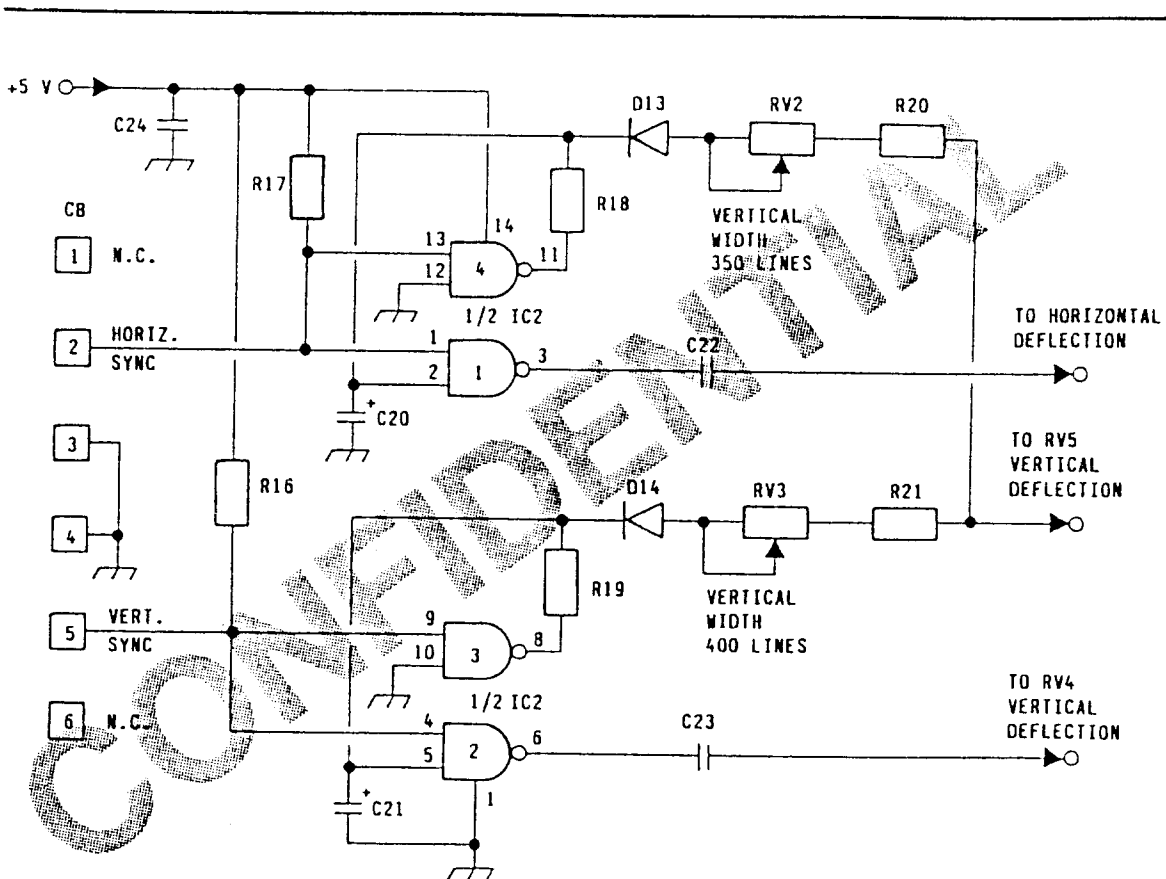 +5 V
C24
R17
D13
RV2
R20
R18
VERTICAL
WIDTH
350 LINES
CB
1 N.C.
14
13
12
4
11
1/2 IC2
2 HORIZ.
SYNC
1
2
1
3
C22
TO HORIZONTAL
DEFLECTION
C20
+
3
4
R16
D14
RV3
R21
TO RV5
VERTICAL
DEFLECTION
R19
VERTICAL
WIDTH
400 LINES
5 VERT.
SYNC
9
10
3
8
1/2 IC2
6 N.C.
4
5
2
6
C23
TO RV4
VERTICAL
DEFLECTION
+
C21
1
CONFIDENTIAL